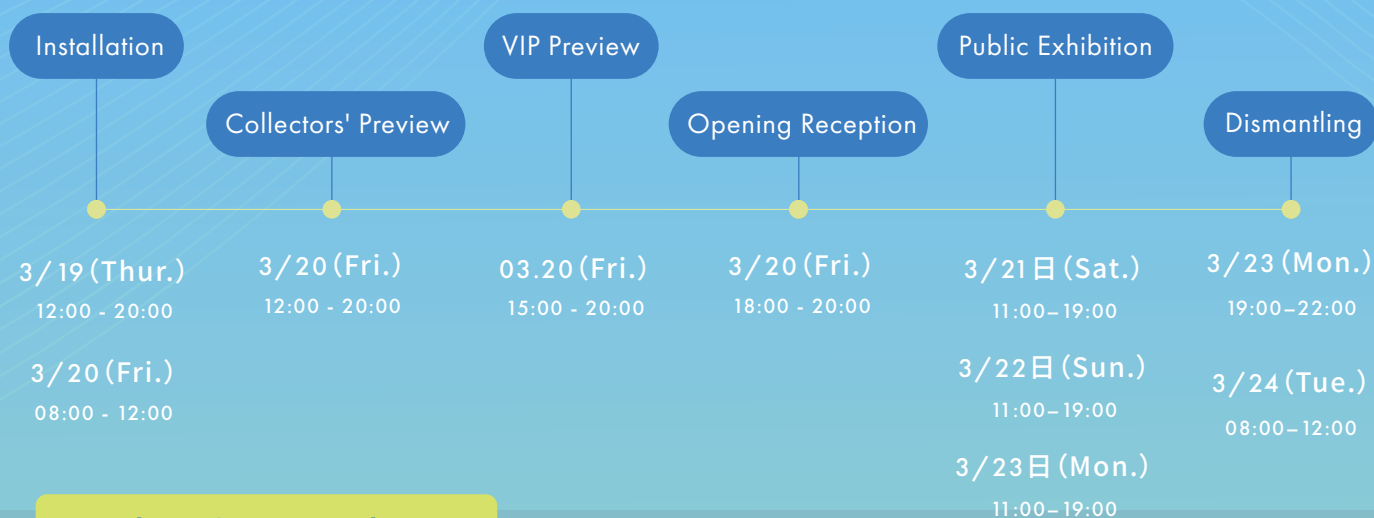 Installation
3/19(Thur.)
12:00 - 20:00
3/20(Fri.)
08:00 - 12:00
Collectors' Preview
3/20(Fri.)
12:00 - 20:00
VIP Preview
03.20(Fri.)
15:00 - 20:00
Opening Reception
3/20(Fri.)
18:00 - 20:00
Public Exhibition
3/21日(Sat.)
11:00–19:00
3/22日(Sun.)
11:00–19:00
3/23日(Mon.)
11:00–19:00
Dismantling
3/23(Mon.)
19:00–22:00
3/24(Tue.)
08:00–12:00